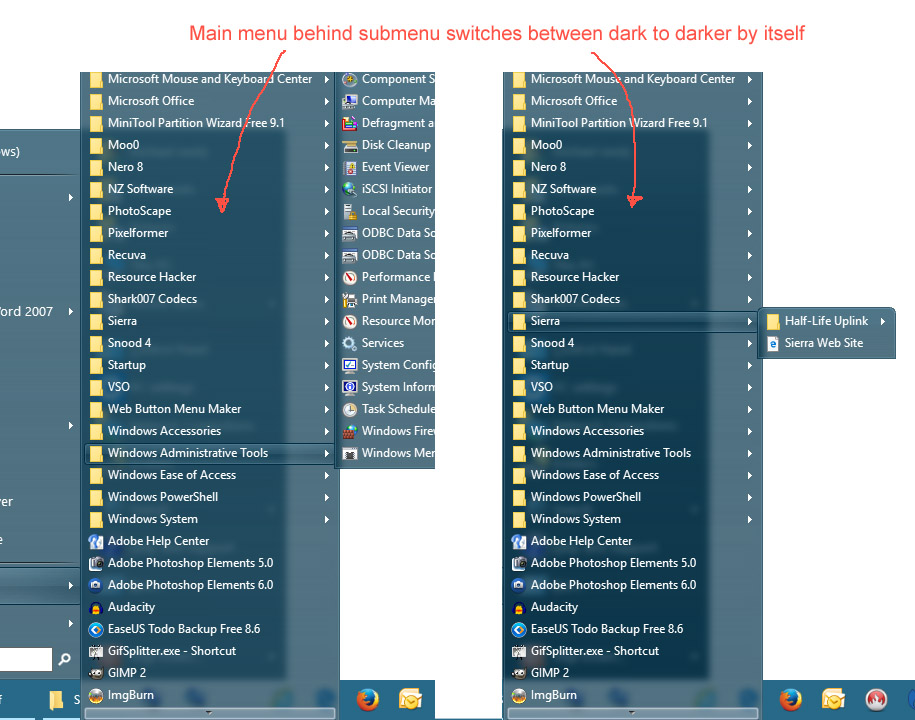 Main menu behind submenu switches between dark to darker by itself
ws)
ord 2007
er
e
f
S
Microsoft Mouse and Keyboard Center
Microsoft Office
MiniTool Partition Wizard Free 9.1
Moo0
Nero 8
NZ Software
PhotoScape
Pixelformer
Recuva
Resource Hacker
Shark007 Codecs
Sierra
Snood 4
Startup
VSO
Web Button Menu Maker
Windows Accessories
Windows Administrative Tools
Windows Ease of Access
Windows PowerShell
Windows System
Adobe Help Center
Adobe Photoshop Elements 5.0
Adobe Photoshop Elements 6.0
Audacity
EaseUS Todo Backup Free 8.6
GifSplitter.exe - Shortcut
GIMP 2
ImgBurn
Component S
Computer Ma
Defragment a
Disk Cleanup
Event Viewer
iSCSI Initiator
Local Security
ODBC Data So
ODBC Data So
Performance
Print Manager
Resource Mor
Services
System Config
System Inform
Task Schedule
Windows Fire
Windows Mer
Microsoft Mouse and Keyboard Center
Microsoft Office
MiniTool Partition Wizard Free 9.1
Moo0
Nero 8
NZ Software
PhotoScape
Pixelformer
Recuva
Resource Hacker
Shark007 Codecs
Sierra
Snood 4
Startup
VSO
Web Button Menu Maker
Windows Accessories
Windows Administrative Tools
Windows Ease of Access
Windows PowerShell
Windows System
Adobe Help Center
Adobe Photoshop Elements 5.0
Adobe Photoshop Elements 6.0
Audacity
EaseUS Todo Backup Free 8.6
GifSplitter.exe - Shortcut
GIMP 2
ImgBurn
Half-Life Uplink
Sierra Web Site